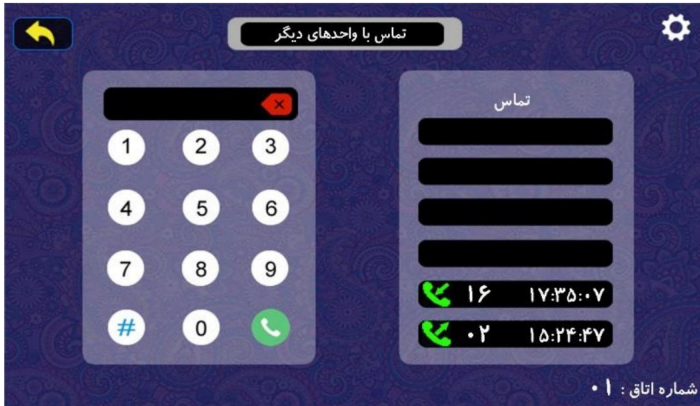 تماس با واحدهای دیگر
1 2 3
4 5 6
7 8 9
# 0
تماس
۱۶ ۱۷:۳۵:۰۷
۰۲ ۱۵:۲۴:۴۷
شماره اتاق : ۰۱